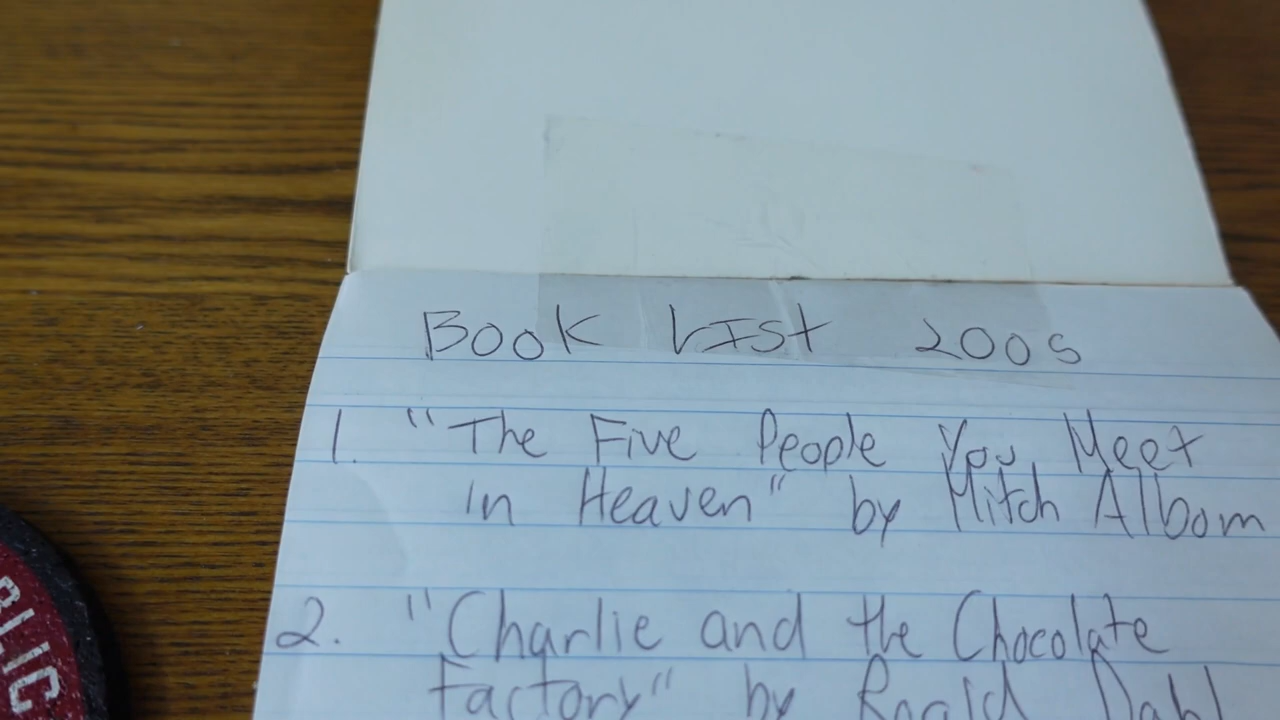 Book List 2005
1. "The Five People You Meet
in Heaven" by Mitch Albom
2. "Charlie and the Chocolate
Factory" by Roald Dahl
BLIC